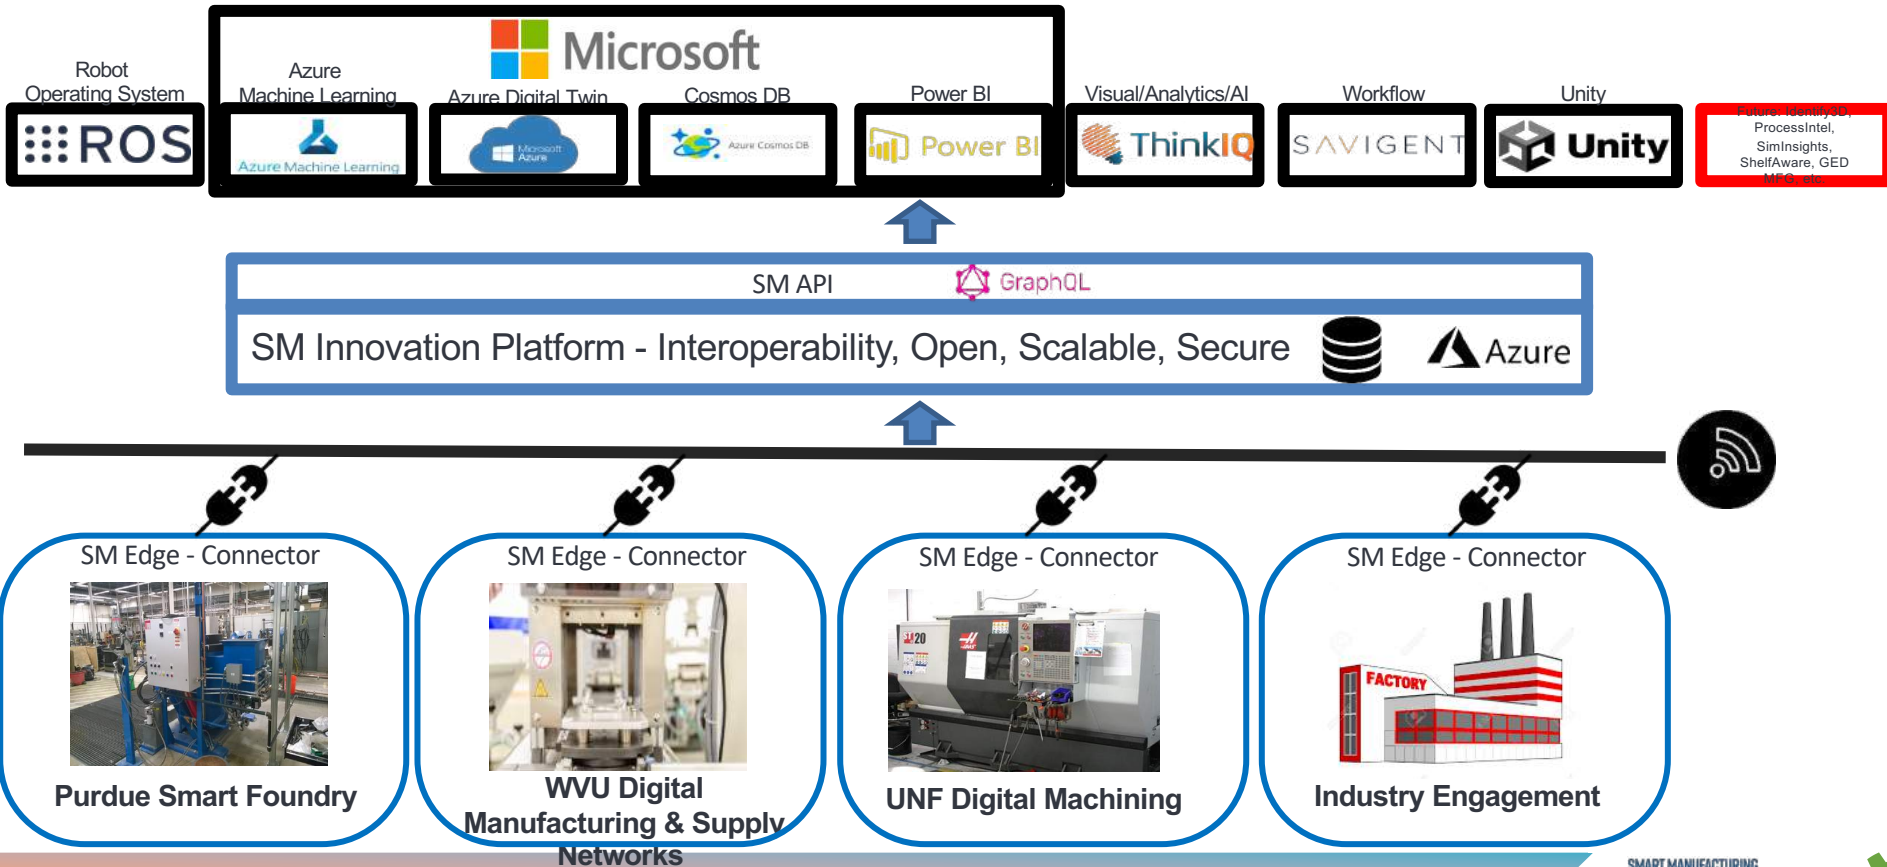 Microsoft
Robot
Operating System
Azure
Machine Learning
Azure Digital Twin
Cosmos DB
Power BI
Visual/Analytics/AI
Workflow
Unity
ROS
Azure Machine Learning
Microsoft
Azure
Azure Cosmos DB
Power BI
ThinkIQ
SAVIGENT
Unity
Future: Identify3D,
ProcessIntel,
SimInsights,
ShelfAware, GED
MFG, etc
SM API
GraphQL
SM Innovation Platform - Interoperability, Open, Scalable, Secure
Azure
SM Edge - Connector
SM Edge - Connector
SM Edge - Connector
SM Edge - Connector
20
HAAS
FACTORY
Purdue Smart Foundry
WVU Digital
Manufacturing & Supply
Networks
UNF Digital Machining
Industry Engagement
SMART MANUFACTURING